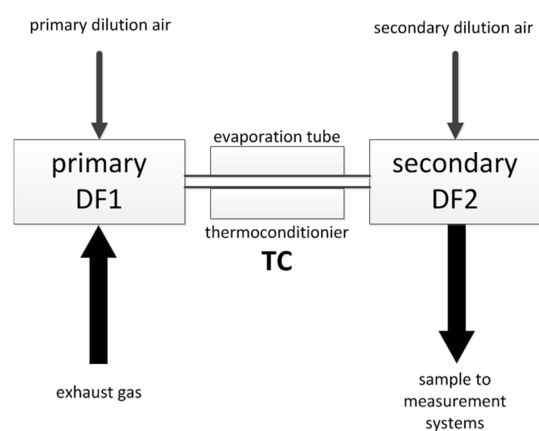 primary dilution air
secondary dilution air
primary
DF1
evaporation tube
thermoconditionier
TC
secondary
DF2
exhaust gas
sample to
measurement
systems